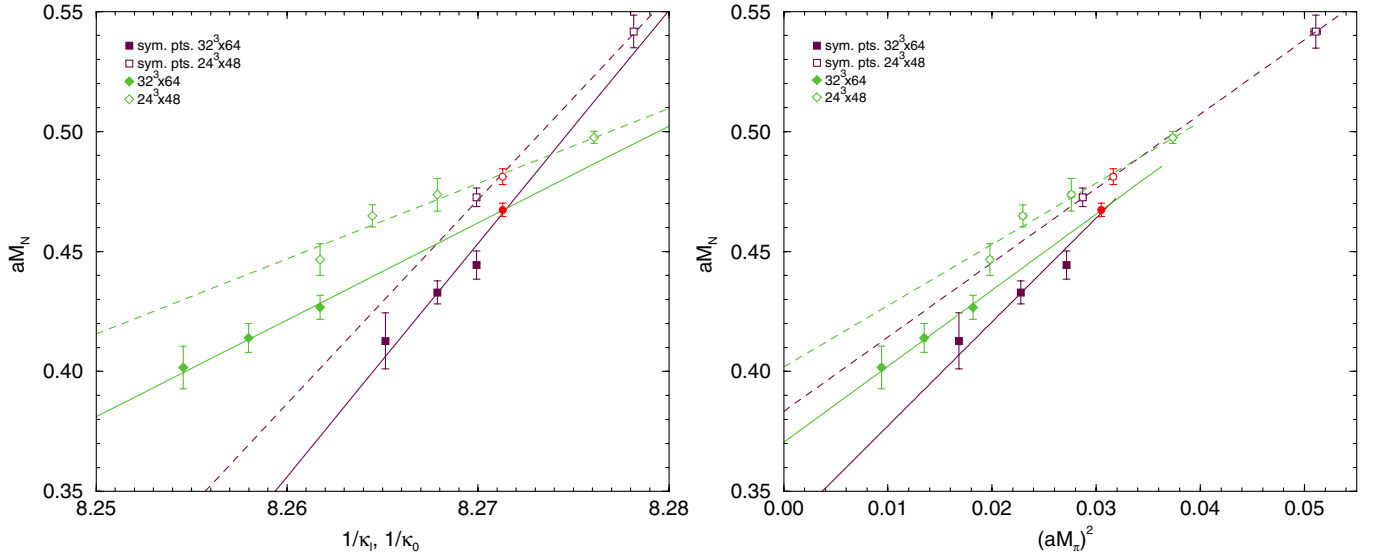 0.55
0.50
0.45
0.40
0.35
aM_N
sym. pts. 32³x64
sym. pts. 24³x48
32³x64
24³x48
8.25 8.26 8.27 8.28
1/κ_l, 1/κ_0
0.55
0.50
0.45
0.40
0.35
aM_N
sym. pts. 32³x64
sym. pts. 24³x48
32³x64
24³x48
0.00 0.01 0.02 0.03 0.04 0.05
(aM_π)²